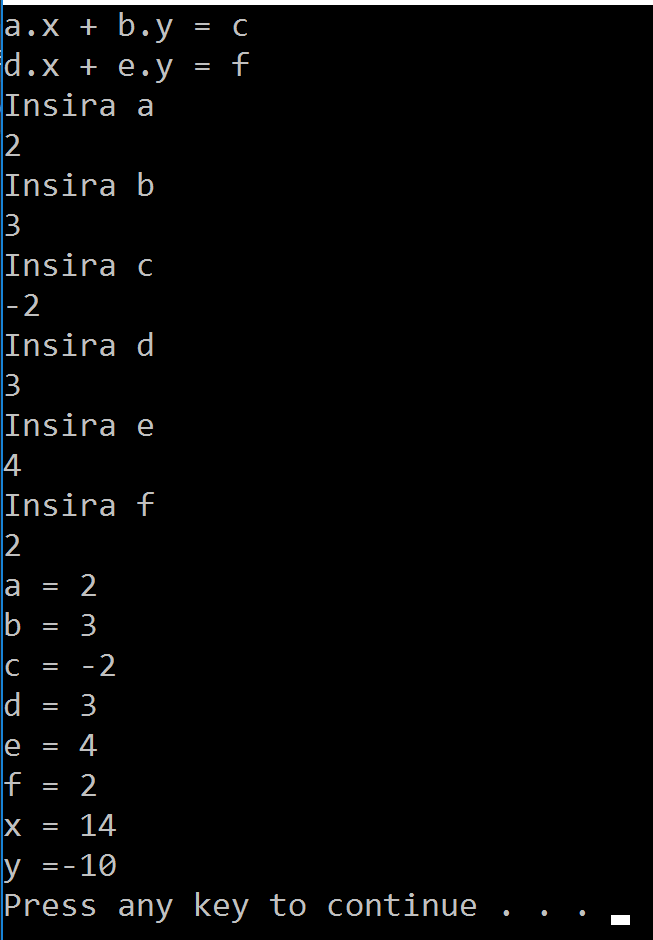 a.x + b.y = c
d.x + e.y = f
Insira a
2
Insira b
3
Insira c
-2
Insira d
3
Insira e
4
Insira f
2
a = 2
b = 3
c = -2
d = 3
e = 4
f = 2
x = 14
y =-10
Press any key to continue . . .